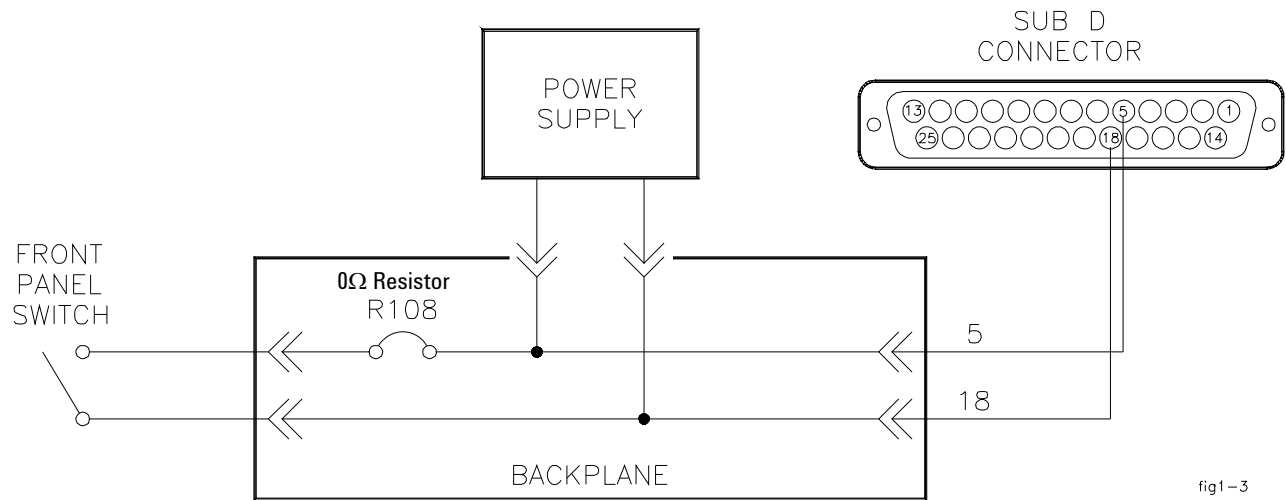 SUB D
CONNECTOR
POWER
SUPPLY
13 5 1
25 18 14
FRONT
PANEL
SWITCH
0Ω Resistor
R108
5
18
BACKPLANE
fig1-3